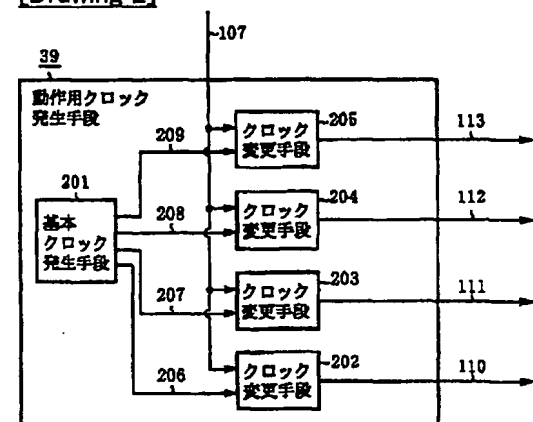 [Drawing 2]
107
39
動作用クロック
発生手段
209
クロック
変更手段
205
113
201
基本
クロック
発生手段
208
クロック
変更手段
204
112
207
クロック
変更手段
203
111
206
クロック
変更手段
202
110